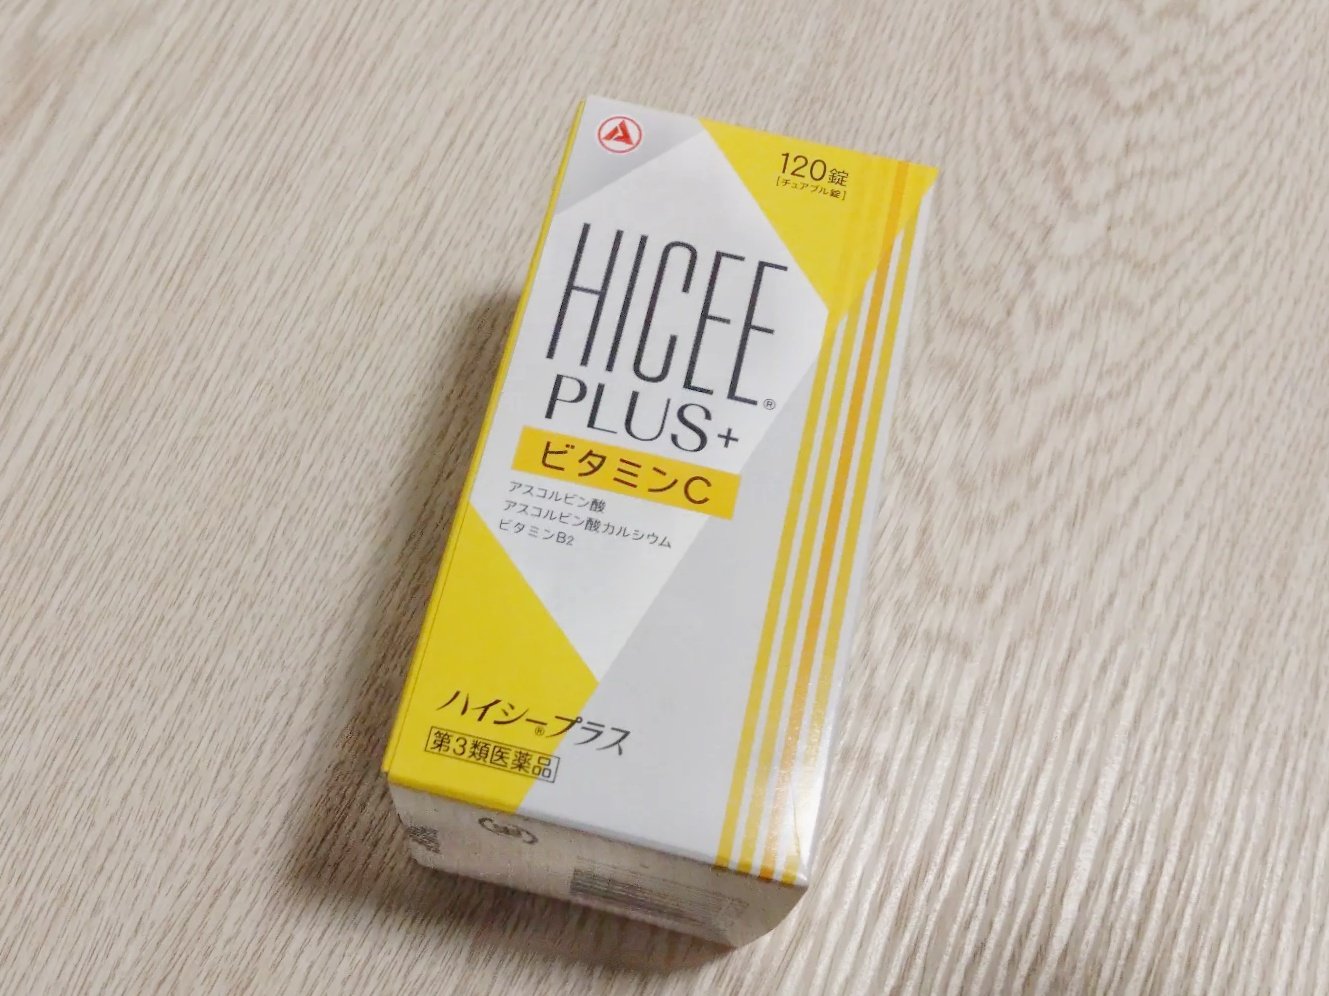 120錠
[チュアブル錠]
HICEE®
PLUS+
ビタミンC
アスコルビン酸
アスコルビン酸カルシウム
ビタミンB2
ハイシー®プラス
第3類医薬品